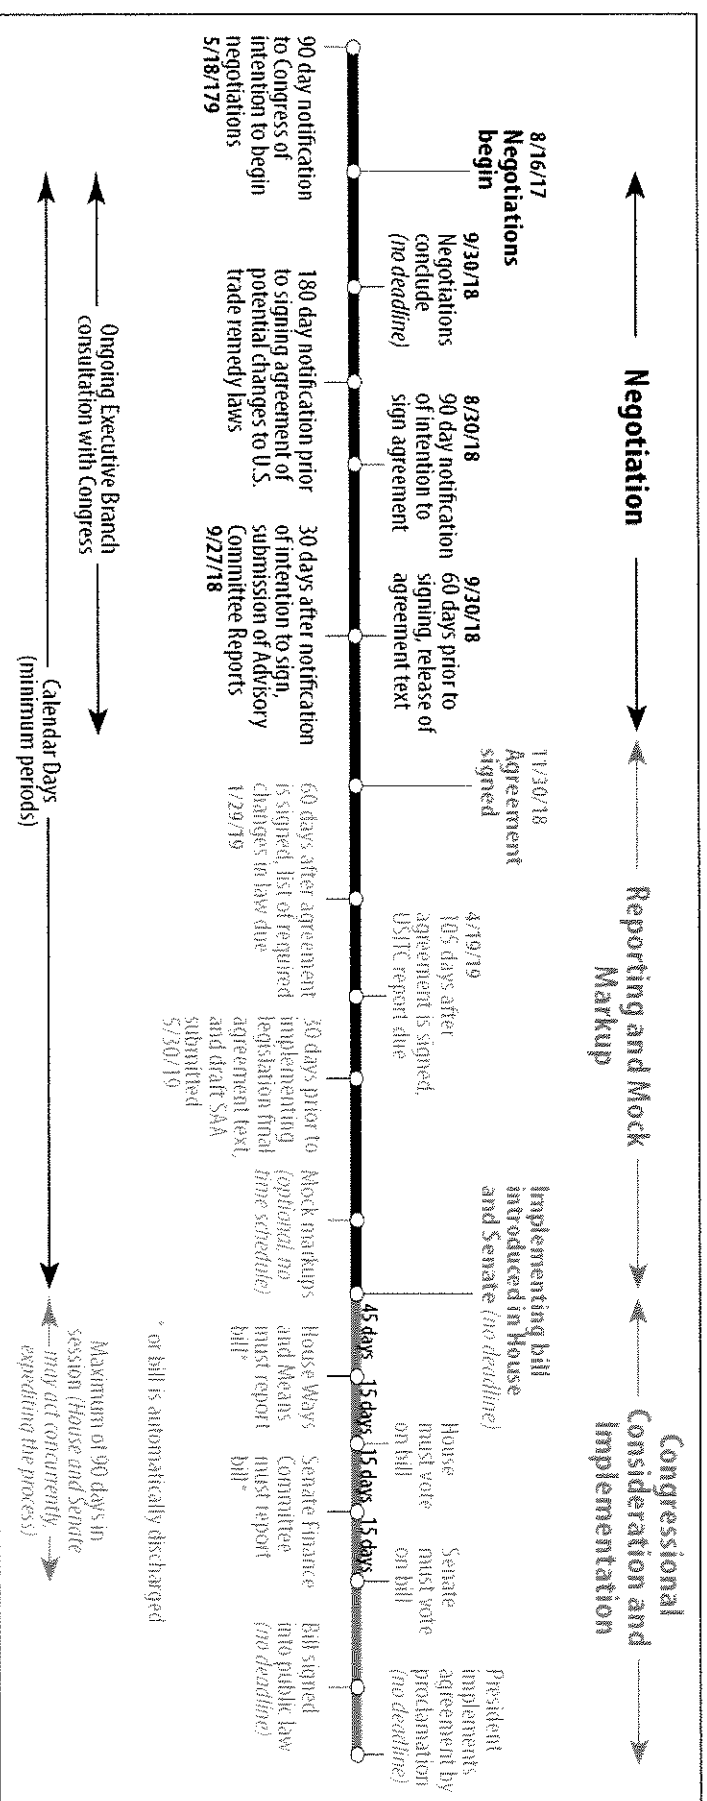 Negotiation
Reporting and Mock
Markup
Congressional
Consideration and
Implementation
8/16/17
Negotiations
begin
9/30/18
Negotiations
conclude
(no deadline)
8/30/18
90 day notification
of intention to
sign agreement
9/30/18
60 days prior to
signing, release of
agreement text
11/30/18
Agreement
signed
4/19/19
105 days after
agreement is signed,
USITC report due
Implementing bill
introduced in House
and Senate (no deadline)
House
must vote
on bill
Senate
must vote
on bill
President
implements
agreement by
proclamation
(no deadline)
45 days
15 days
15 days
15 days
90 day notification
to Congress of
intention to begin
negotiations
5/18/179
180 day notification prior
to signing agreement of
potential changes to U.S.
trade remedy laws
30 days after notification
of intention to sign,
submission of Advisory
Committee Reports
9/27/18
60 days after agreement
is signed, list of required
changes in law due
1/29/19
30 days prior to
implementing
legislation final
agreement text,
and draft SAA
submitted
5/30/19
Mock markups
(optional, no
time schedule)
House Ways
and Means
must report
bill*
Senate Finance
Committee
must report
bill*
Bill signed
into public law
(no deadline)
* or bill is automatically discharged
Ongoing Executive Branch
consultation with Congress
Calendar Days
(minimum periods)
Maximum of 90 days in
session (House and Senate
may act concurrently
expediting the process)